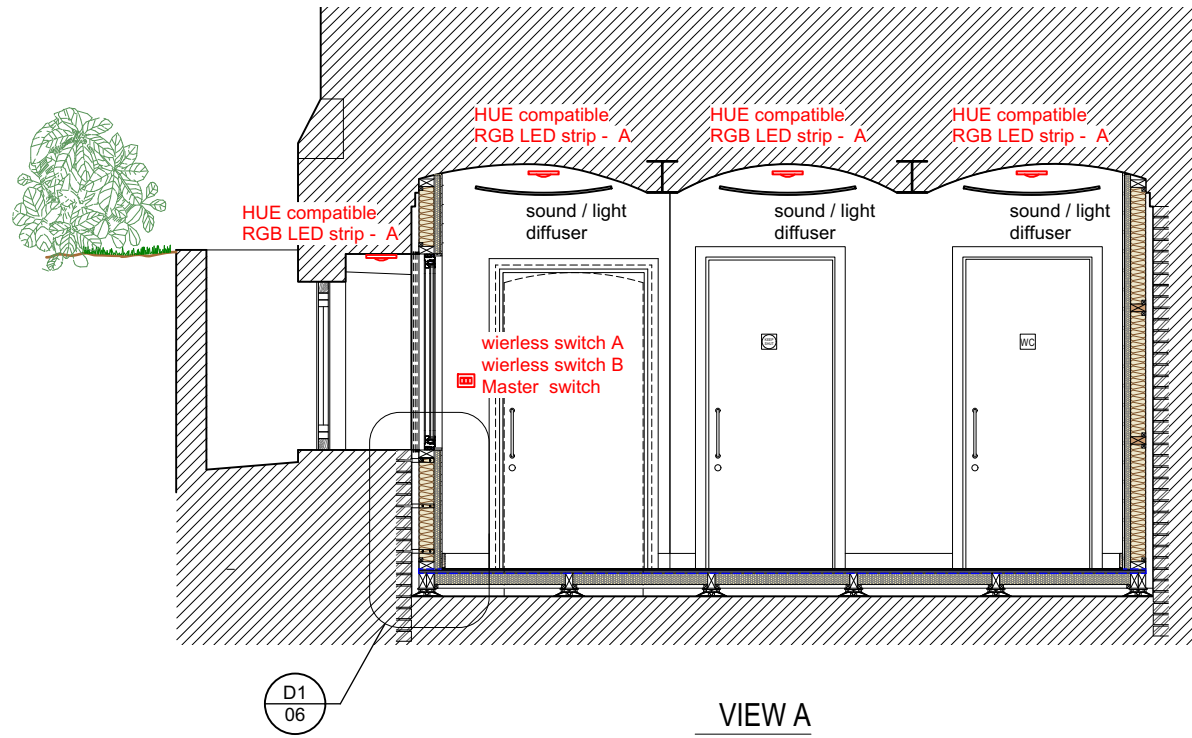 HUE compatible
RGB LED strip -  A
HUE compatible
RGB LED strip -  A
HUE compatible
RGB LED strip -  A
HUE compatible
RGB LED strip -  A
sound / light
diffuser
sound / light
diffuser
sound / light
diffuser
wierless switch A
wierless switch B
Master  switch
WC
D1
06
VIEW A